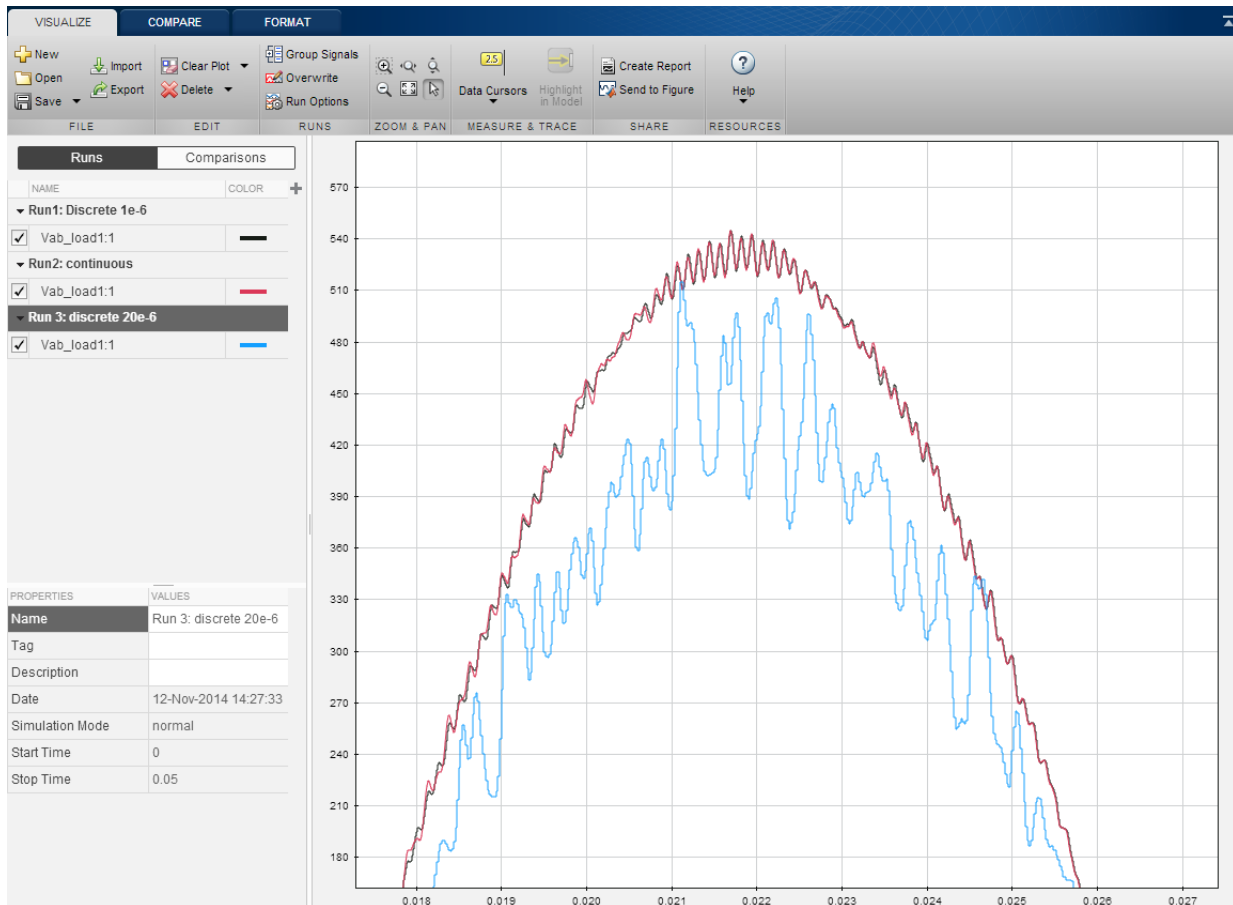 VISUALIZE COMPARE FORMAT
New
Open
Save
Import
Export
Clear Plot
Delete
Group Signals
Overwrite
Run Options
2.5
Data Cursors
Highlight
in Model
Create Report
Send to Figure
?
Help
FILE EDIT RUNS ZOOM & PAN MEASURE & TRACE SHARE RESOURCES
Runs Comparisons
NAME COLOR
Run1: Discrete 1e-6
Vab_load1:1
Run2: continuous
Vab_load1:1
Run 3: discrete 20e-6
Vab_load1:1
PROPERTIES VALUES
Name Run 3: discrete 20e-6
Tag
Description
Date 12-Nov-2014 14:27:33
Simulation Mode normal
Start Time 0
Stop Time 0.05
570
540
510
480
450
420
390
360
330
300
270
240
210
180
0.018 0.019 0.020 0.021 0.022 0.023 0.024 0.025 0.026 0.027